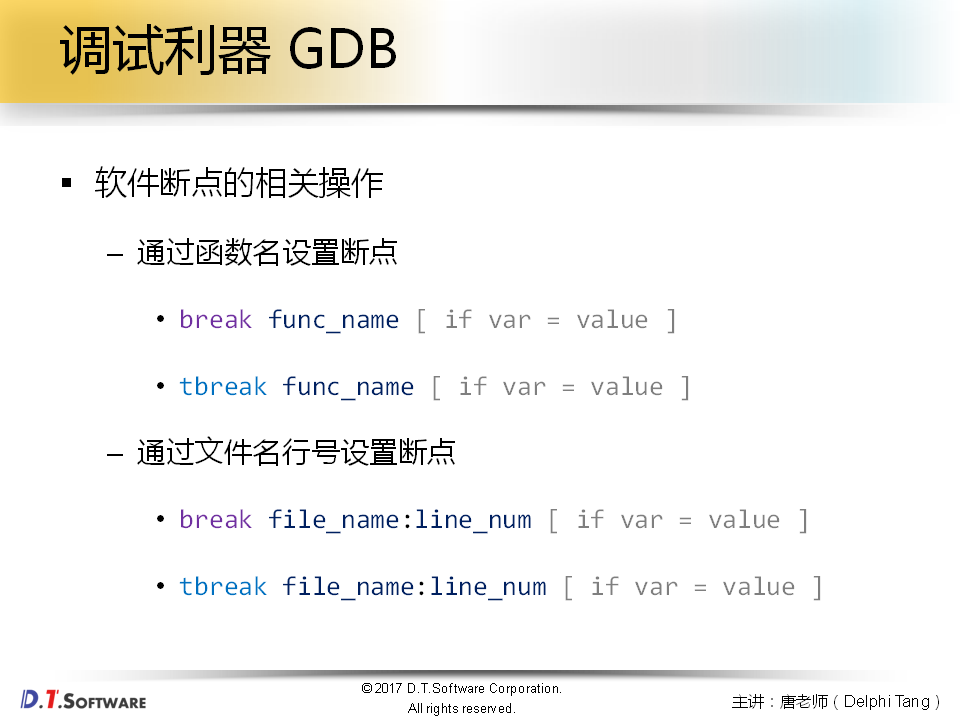 调试利器 GDB
▪ 软件断点的相关操作
– 通过函数名设置断点
• break func_name [ if var = value ]
• tbreak func_name [ if var = value ]
– 通过文件名行号设置断点
• break file_name:line_num [ if var = value ]
• tbreak file_name:line_num [ if var = value ]
D.T.SOFTWARE
©2017 D.T.Software Corporation.
All rights reserved.
主讲：唐老师（Delphi Tang）